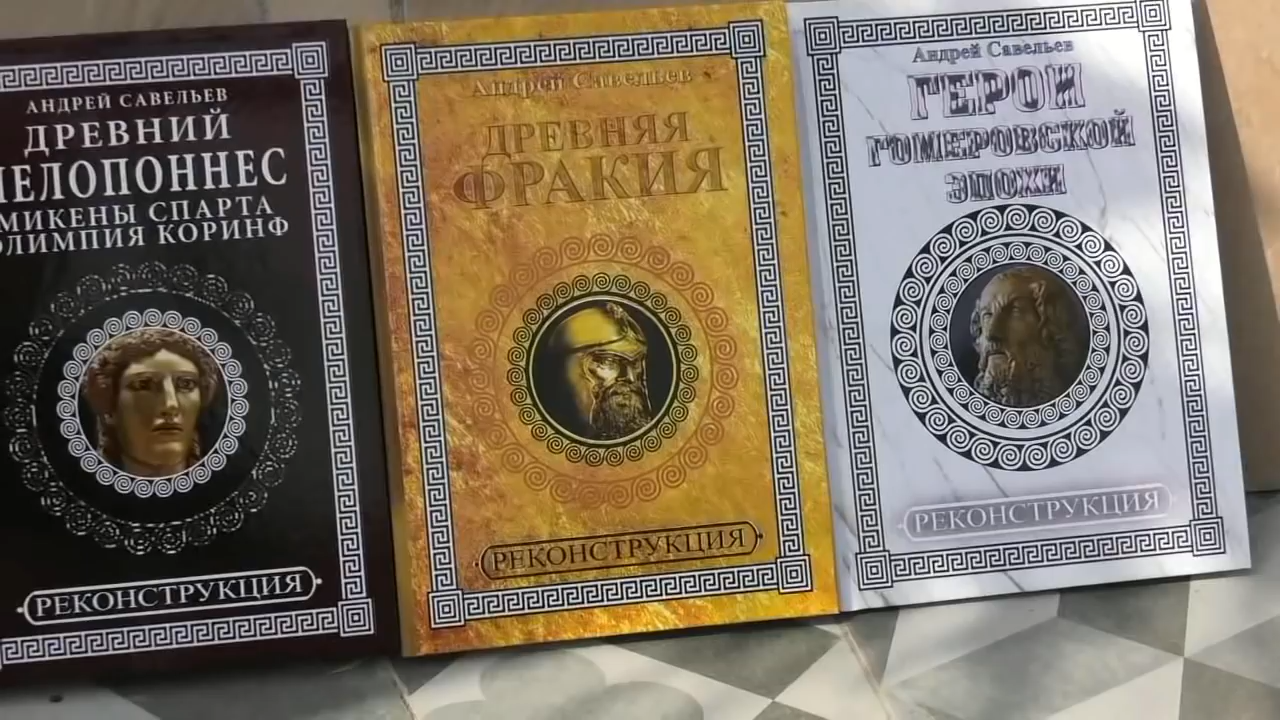 АНДРЕЙ САВЕЛЬЕВ
ДРЕВНИЙ
ПЕЛОПОННЕС
МИКЕНЫ СПАРТА
ОЛИМПИЯ КОРИНФ
РЕКОНСТРУКЦИЯ
Андрей Савельев
ДРЕВНЯЯ
ФРАКИЯ
РЕКОНСТРУКЦИЯ
Андрей Савельев
ГЕРОИ
ГОМЕРОВСКОЙ
ЭПОХИ
РЕКОНСТРУКЦИЯ